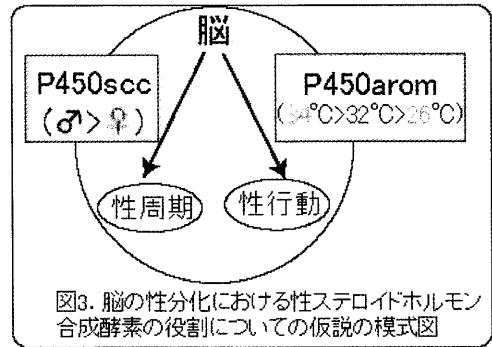 脳
P450scc
(♂>♀)
P450arom
(34℃>32℃>26℃)
性周期
性行動
図3. 脳の性分化における性ステロイドホルモン
合成酵素の役割についての仮説の模式図